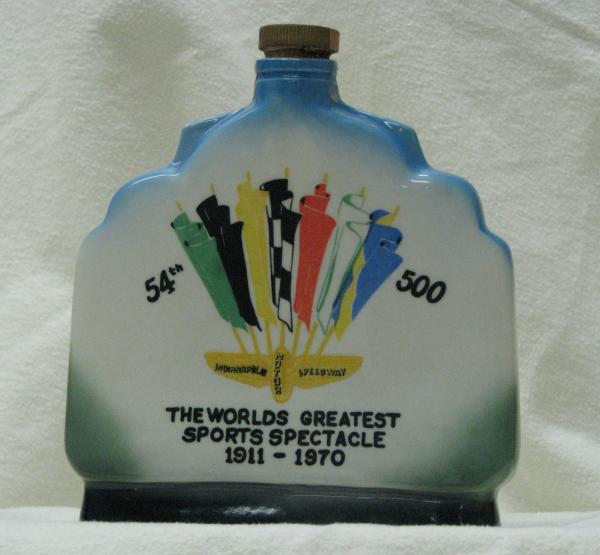 54th 500
INDIANAPOLIS MOTOR SPEEDWAY
THE WORLDS GREATEST
SPORTS SPECTACLE
1911 - 1970